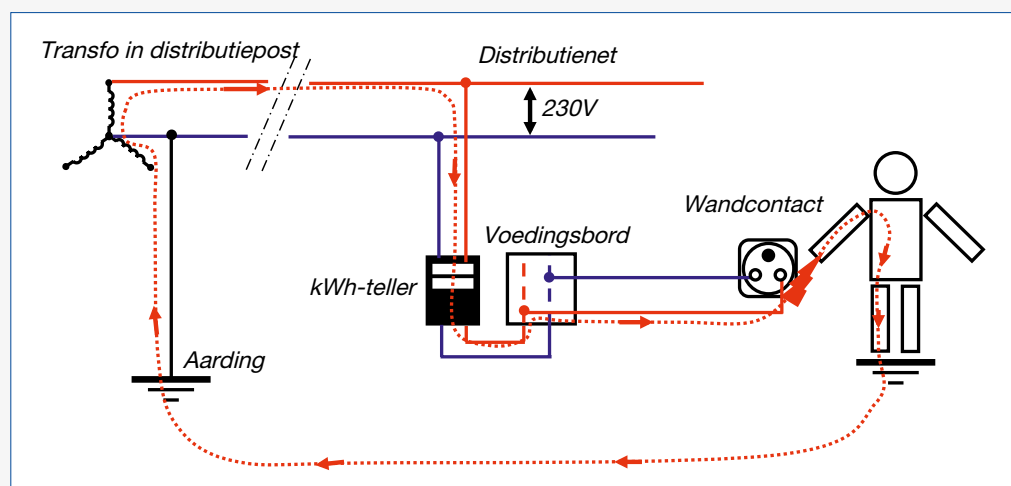 Transfo in distributiepost
Distributienet
230V
Wandcontact
Voedingsbord
kWh-teller
Aarding